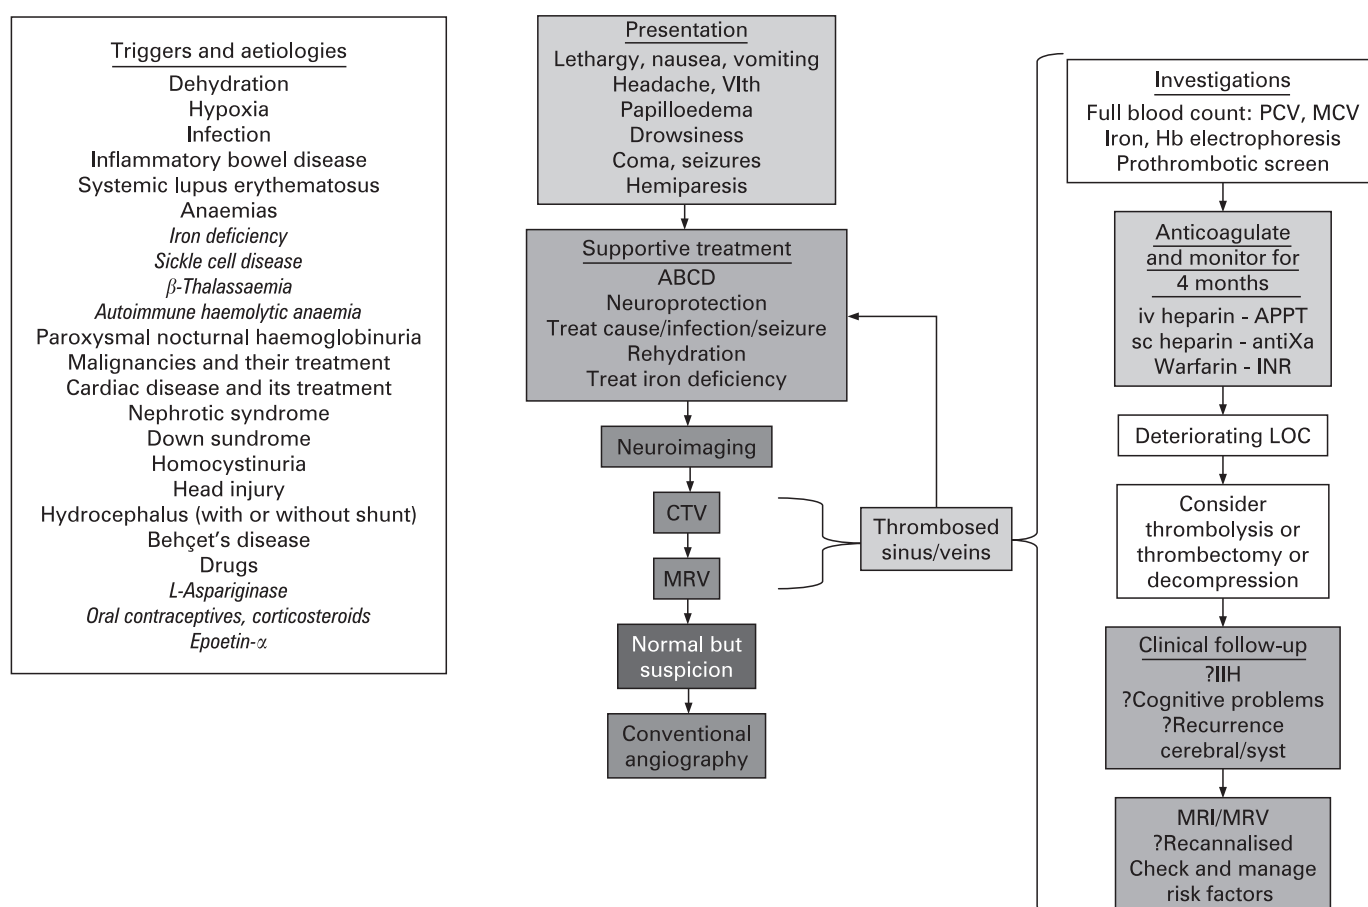 Triggers and aetiologies
Dehydration
Hypoxia
Infection
Inflammatory bowel disease
Systemic lupus erythematosus
Anaemias
Iron deficiency
Sickle cell disease
β-Thalassaemia
Autoimmune haemolytic anaemia
Paroxysmal nocturnal haemoglobinuria
Malignancies and their treatment
Cardiac disease and its treatment
Nephrotic syndrome
Down sundrome
Homocystinuria
Head injury
Hydrocephalus (with or without shunt)
Behçet's disease
Drugs
L-Aspariginase
Oral contraceptives, corticosteroids
Epoetin-α
Presentation
Lethargy, nausea, vomiting
Headache, VIth
Papilloedema
Drowsiness
Coma, seizures
Hemiparesis
Supportive treatment
ABCD
Neuroprotection
Treat cause/infection/seizure
Rehydration
Treat iron deficiency
Neuroimaging
CTV
MRV
Normal but
suspicion
Conventional
angiography
Thrombosed
sinus/veins
Investigations
Full blood count: PCV, MCV
Iron, Hb electrophoresis
Prothrombotic screen
Anticoagulate
and monitor for
4 months
iv heparin - APPT
sc heparin - antiXa
Warfarin - INR
Deteriorating LOC
Consider
thrombolysis or
thrombectomy or
decompression
Clinical follow-up
?IIH
?Cognitive problems
?Recurrence
cerebral/syst
MRI/MRV
?Recannalised
Check and manage
risk factors